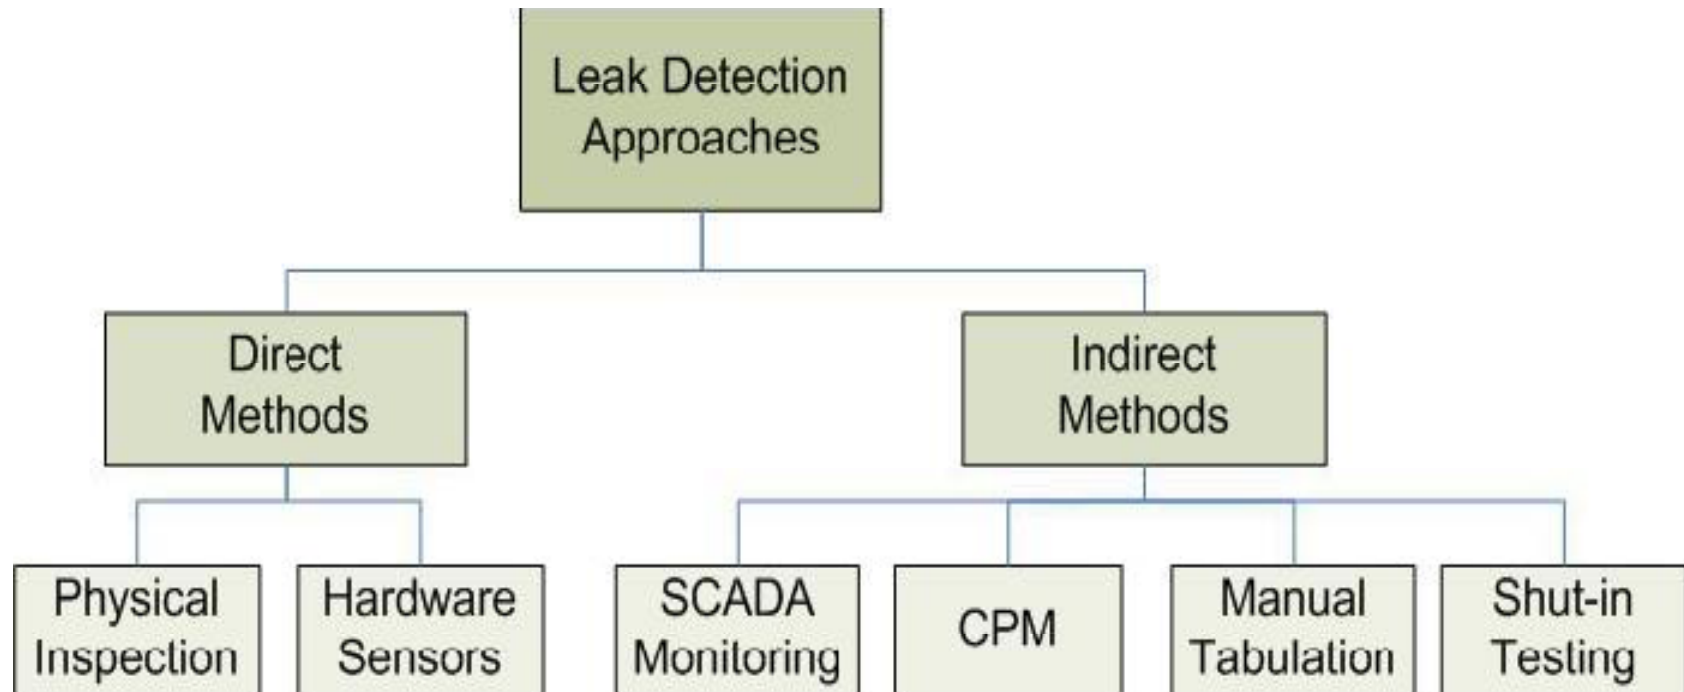 Leak Detection
Approaches
Direct
Methods
Indirect
Methods
Physical
Inspection
Hardware
Sensors
SCADA
Monitoring
CPM
Manual
Tabulation
Shut-in
Testing